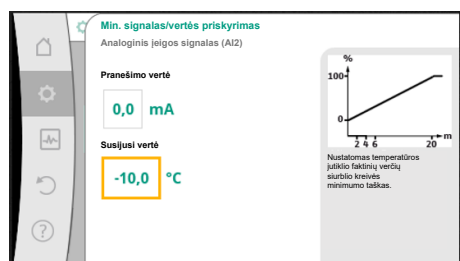 Min. signalas/vertės priskyrimas
Analoginis įeigos signalas (AI2)
Pranešimo vertė
0,0 mA
Susijusi vertė
-10,0 °C
%
100
0
2 4 6 20
m
Nustatomas temperatūros
jutiklio faktinių verčių
siurblio kreivės
minimumo taškas.